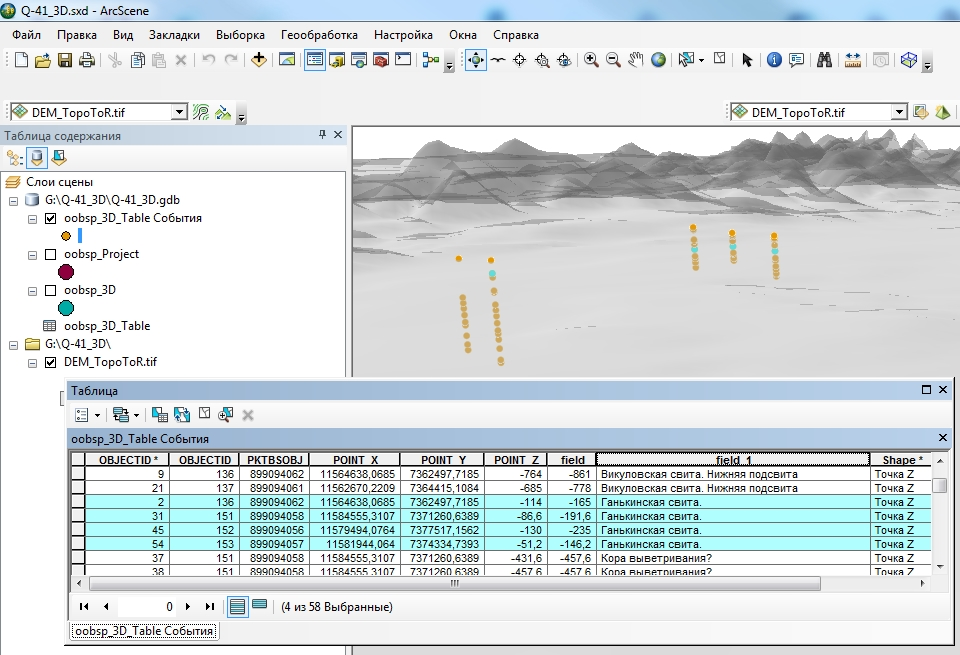 Q-41_3D.sxd - ArcScene
Файл Правка Вид Закладки Выборка Геообработка Настройка Окна Справка
DEM_TopoToR.tif DEM_TopoToR.tif
Таблица содержания
Слои сцены
G:\Q-41_3D\Q-41_3D.gdb
oobsp_3D_Table События
oobsp_Project
oobsp_3D
oobsp_3D_Table
G:\Q-41_3D\
DEM_TopoToR.tif
Таблица
oobsp_3D_Table События
OBJECTID * OBJECTID PKTBSOBJ POINT_X POINT_Y POINT_Z field field_1 Shape *
9 136 899094062 11564638,0685 7362497,7185 -764 -861 Викуловская свита. Нижняя подсвита Точка Z
21 137 899094061 11562670,2209 7364415,1084 -685 -778 Викуловская свита. Нижняя подсвита Точка Z
2 136 899094062 11564638,0685 7362497,7185 -114 -165 Ганькинская свита. Точка Z
31 151 899094058 11584555,3107 7371260,6389 -86,6 -191,6 Ганькинская свита. Точка Z
45 152 899094056 11579494,0764 7377517,1562 -130 -235 Ганькинская свита. Точка Z
54 153 899094057 11581944,064 7374334,7393 -51,2 -146,2 Ганькинская свита. Точка Z
37 151 899094058 11584555,3107 7371260,6389 -431,6 -457,6 Кора выветривания? Точка Z
38 151 899094058 11584555,3107 7371260,6389 -457,6 -457,6 Кора выветривания? Точка Z
0 (4 из 58 Выбранные)
oobsp_3D_Table События